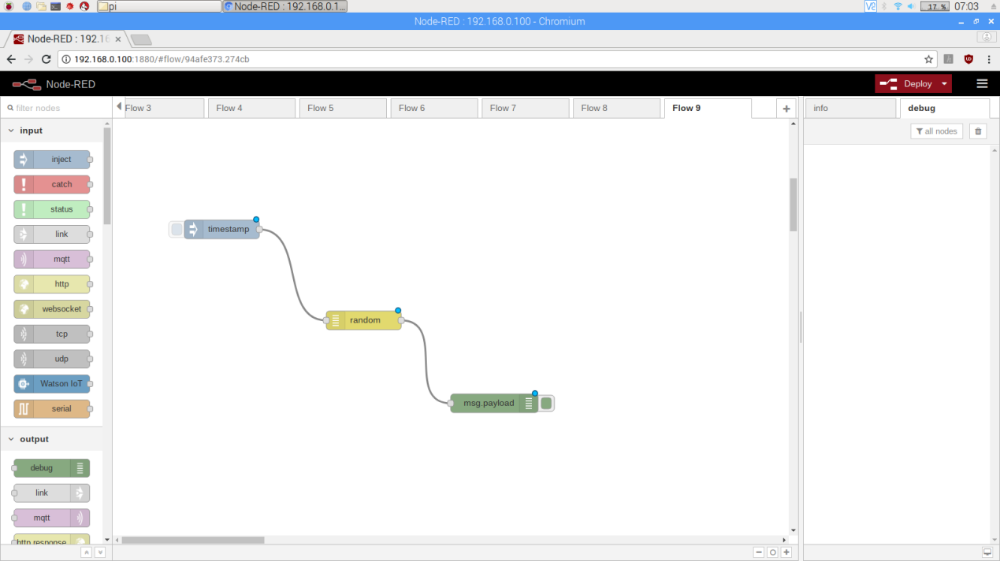 pi
Node-RED : 192.168.0.1...
17 %
07:03
Node-RED : 192.168.0.100 - Chromium
Node-RED : 192.16
192.168.0.100:1880/#flow/94afe373.274cb
Node-RED
Deploy
filter nodes
Flow 3
Flow 4
Flow 5
Flow 6
Flow 7
Flow 8
Flow 9
info
debug
all nodes
input
inject
catch
status
link
mqtt
http
websocket
tcp
udp
Watson IoT
serial
output
debug
link
mqtt
http response
timestamp
random
msg.payload